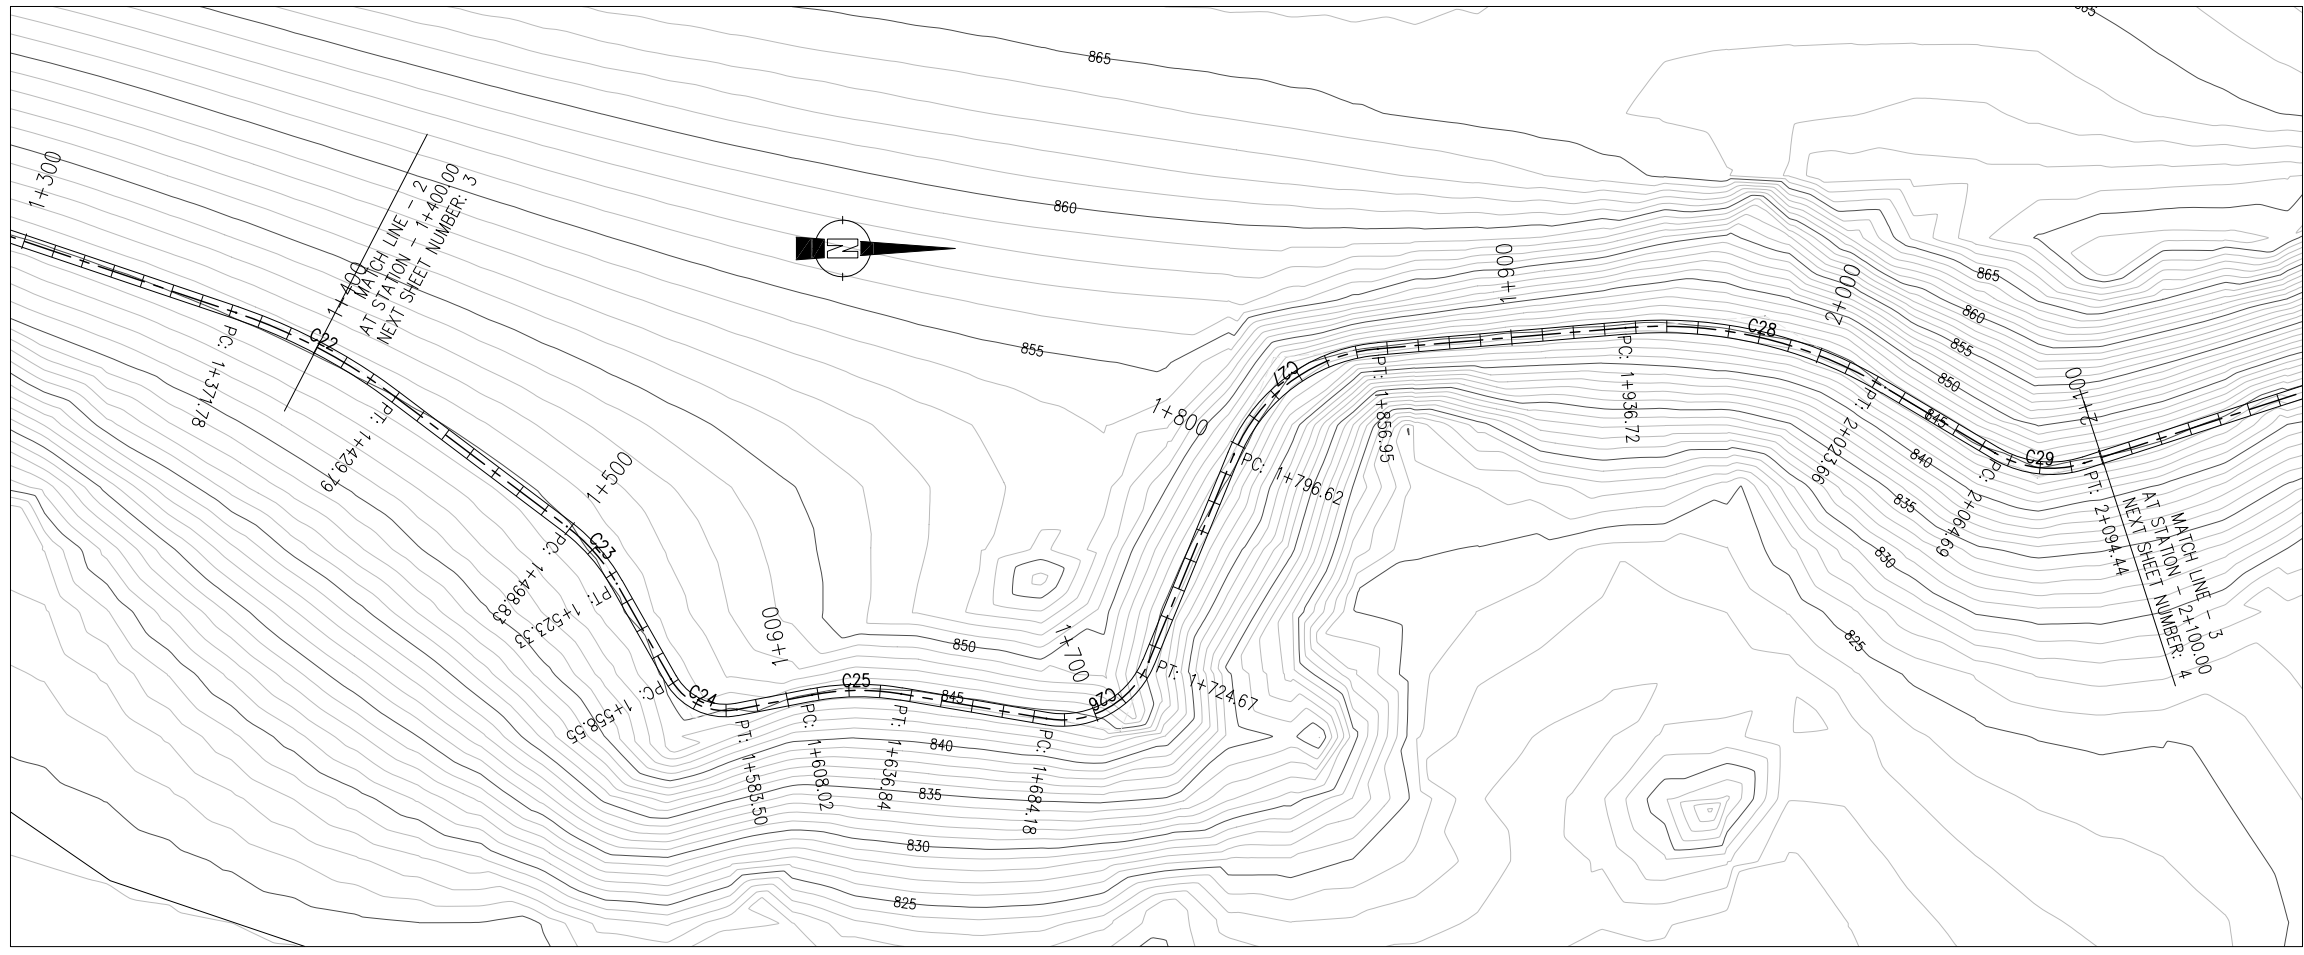 865
865
1+300
MATCH LINE - 2
AT STATION - 1+400.00
NEXT SHEET NUMBER: 3
1+400
860
N
C22
PC: 1+371.78
PT: 1+429.79
855
1+900
2+000
865
860
855
850
845
840
835
830
825
C27
C28
PC: 1+936.72
PT: 1+856.95
PT: 2+023.66
2+100
C29
PC: 2+064.69
PT: 2+094.44
MATCH LINE - 3
AT STATION - 2+100.00
NEXT SHEET NUMBER: 4
1+800
PC: 1+796.62
1+500
C23
PC: 1+498.83
PT: 1+523.33
1+600
850
1+700
PC: 1+558.55
C24
C25
845
C26
PT: 1+724.67
PT: 1+583.50
PC: 1+608.02
PT: 1+636.84
PC: 1+684.18
840
835
830
825